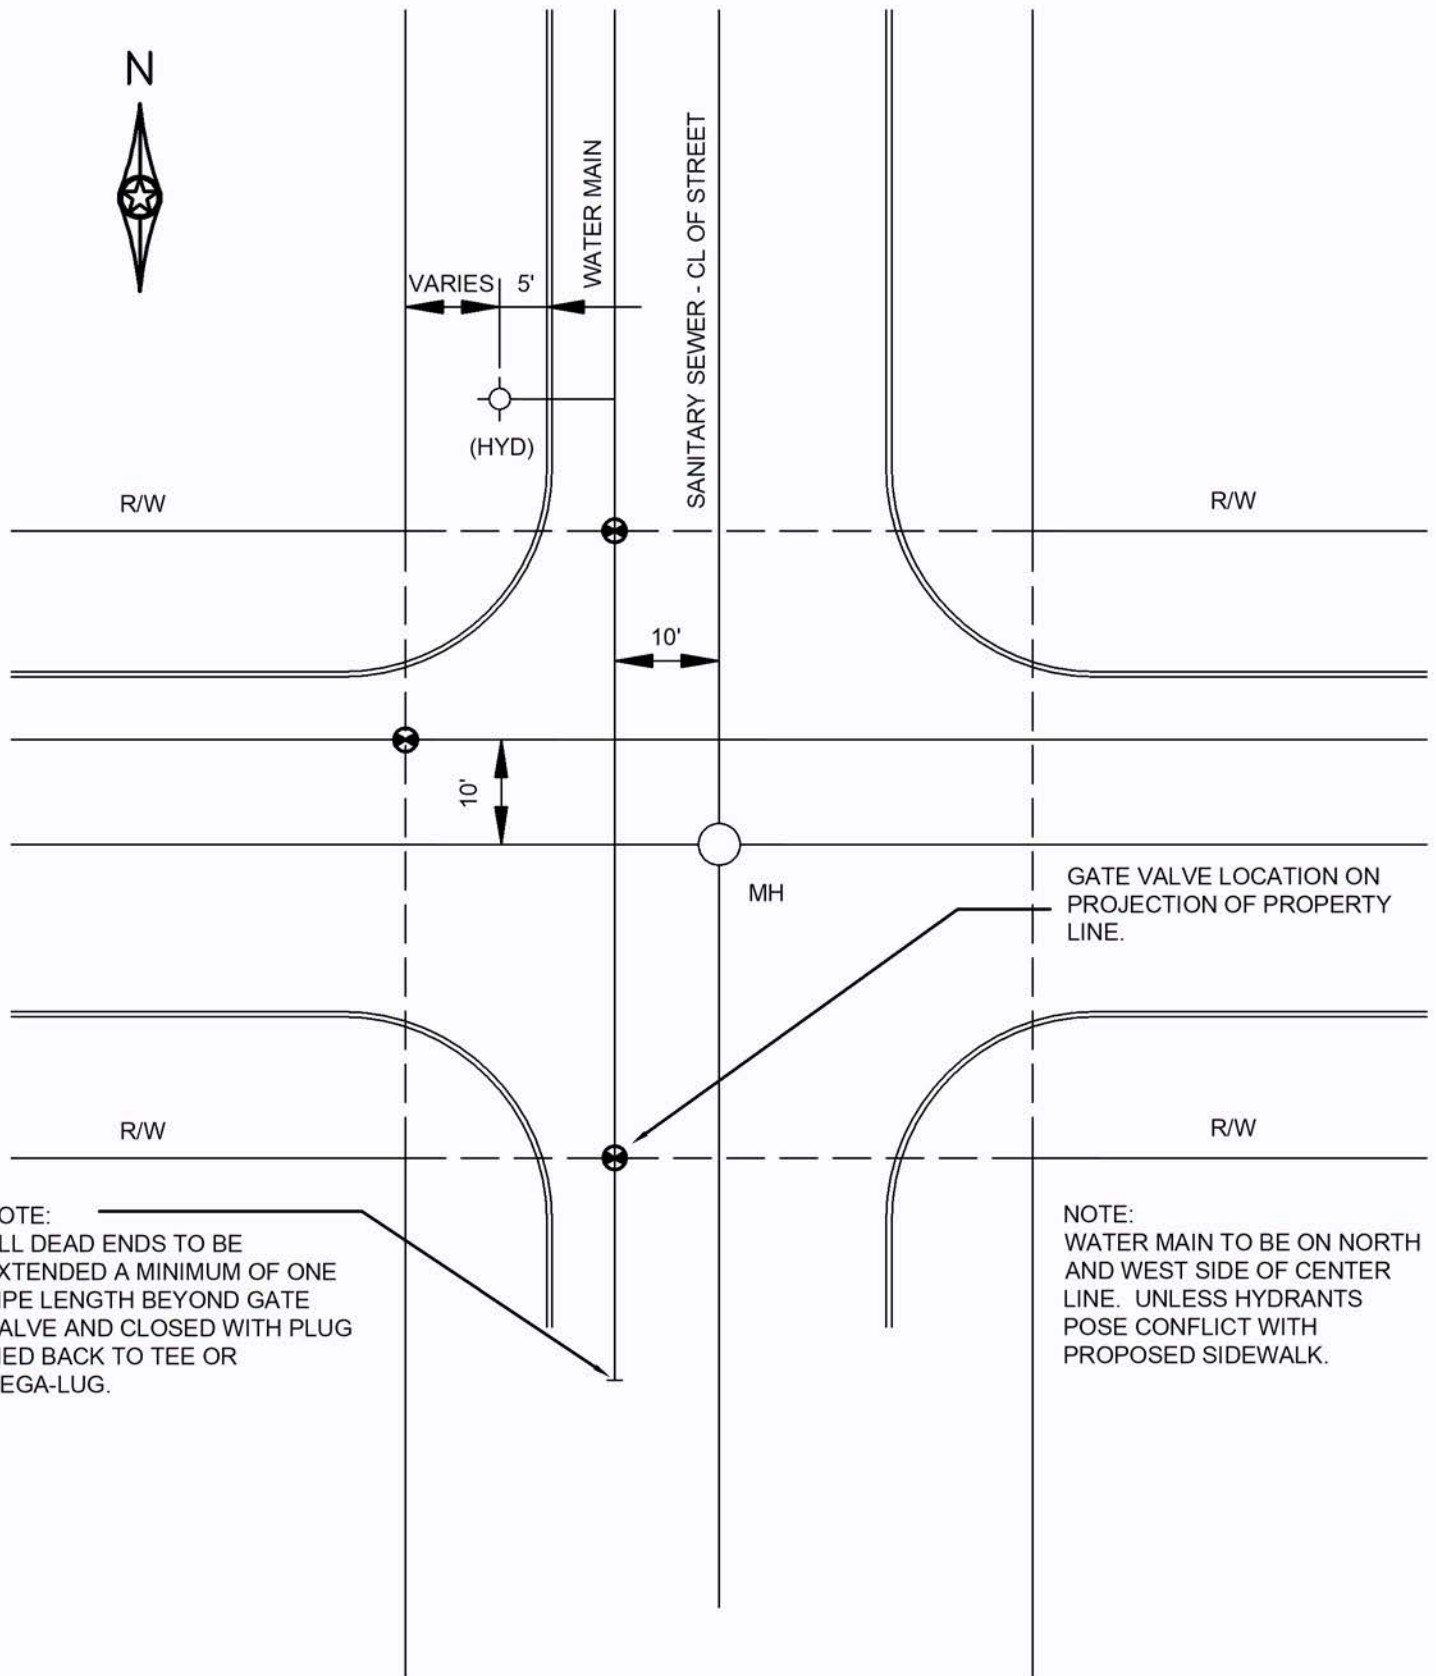 N
WATER MAIN
SANITARY SEWER - CL OF STREET
VARIES 5'
(HYD)
R/W
R/W
10'
10'
MH
GATE VALVE LOCATION ON
PROJECTION OF PROPERTY
LINE.
R/W
R/W
OTE:
LL DEAD ENDS TO BE
XTENDED A MINIMUM OF ONE
IPE LENGTH BEYOND GATE
ALVE AND CLOSED WITH PLUG
IED BACK TO TEE OR
EGA-LUG.
NOTE:
WATER MAIN TO BE ON NORTH
AND WEST SIDE OF CENTER
LINE. UNLESS HYDRANTS
POSE CONFLICT WITH
PROPOSED SIDEWALK.